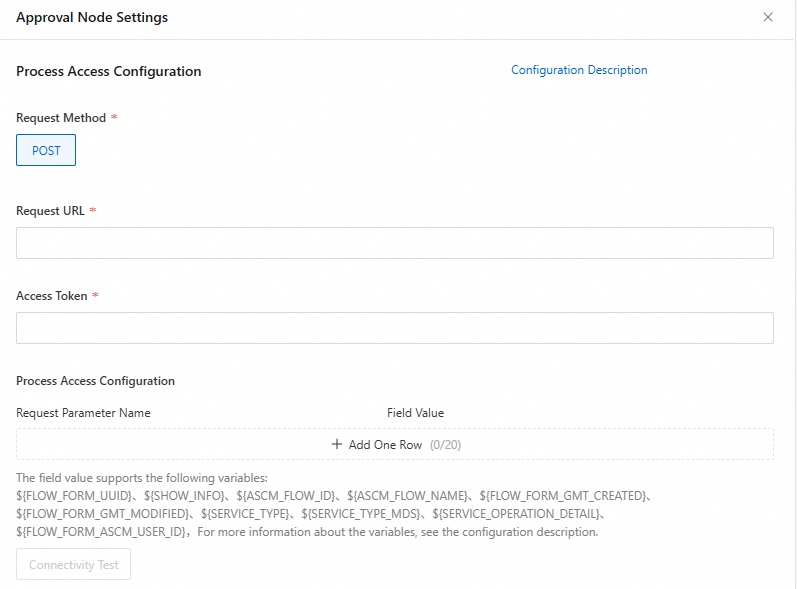 Approval Node Settings
Process Access Configuration
Configuration Description
Request Method *
POST
Request URL *
Access Token *
Process Access Configuration
Request Parameter Name
Field Value
+ Add One Row (0/20)
The field value supports the following variables:
${FLOW_FORM_UUID}、${SHOW_INFO}、${ASCM_FLOW_ID}、${ASCM_FLOW_NAME}、${FLOW_FORM_GMT_CREATED}、
${FLOW_FORM_GMT_MODIFIED}、${SERVICE_TYPE}、${SERVICE_TYPE_MDS}、${SERVICE_OPERATION_DETAIL}、
${FLOW_FORM_ASCM_USER_ID}，For more information about the variables, see the configuration description.
Connectivity Test